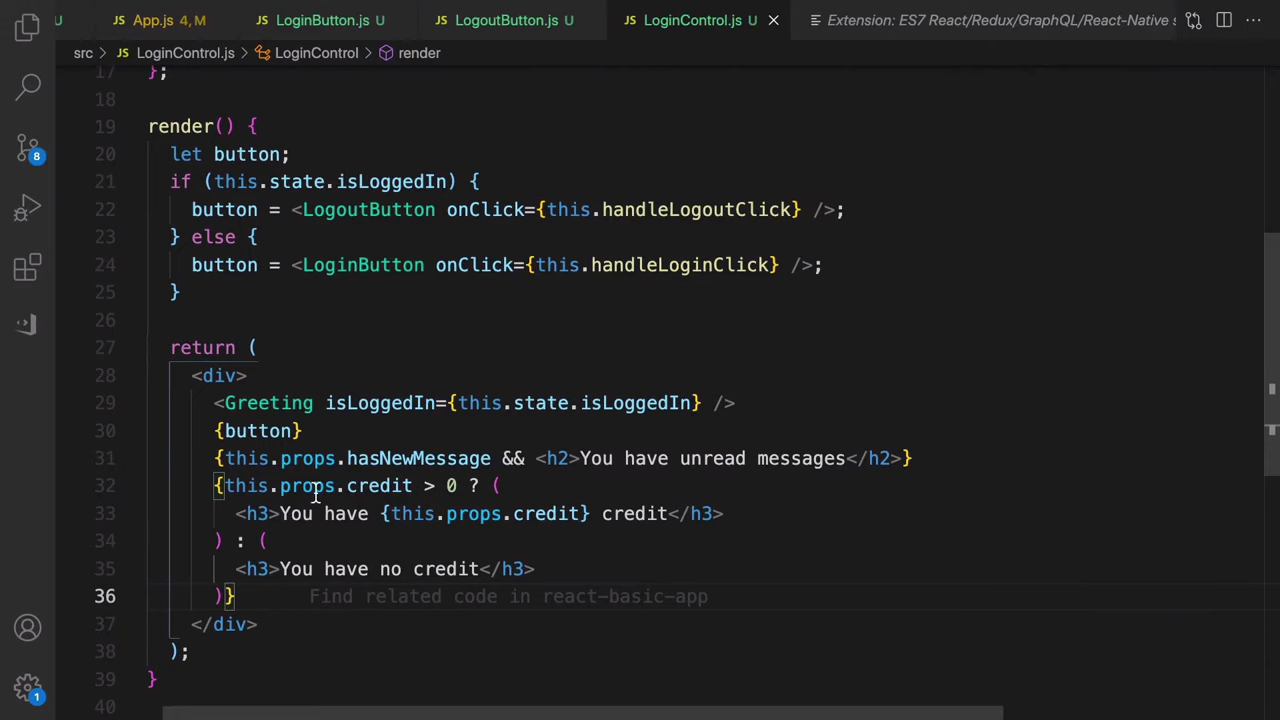 U JS App.js 4, M JS LoginButton.js U JS LogoutButton.js U JS LoginControl.js U Extension: ES7 React/Redux/GraphQL/React-Native s
src > JS LoginControl.js > LoginControl > render
17 };
18
19 render() {
20 let button;
21 if (this.state.isLoggedIn) {
22 button = <LogoutButton onClick={this.handleLogoutClick} />;
23 } else {
24 button = <LoginButton onClick={this.handleLoginClick} />;
25 }
26
27 return (
28 <div>
29 <Greeting isLoggedIn={this.state.isLoggedIn} />
30 {button}
31 {this.props.hasNewMessage && <h2>You have unread messages</h2>}
32 {this.props.credit > 0 ? (
33 <h3>You have {this.props.credit} credit</h3>
34 ) : (
35 <h3>You have no credit</h3>
36 )} Find related code in react-basic-app
37 </div>
38 );
39 }
40
8
1